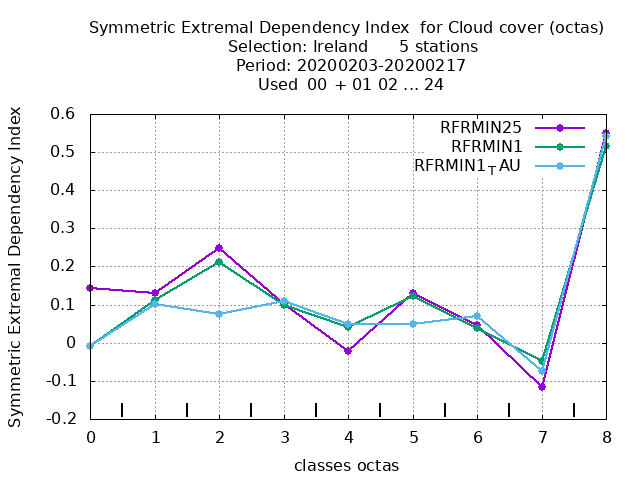 Symmetric Extremal Dependency Index  for Cloud cover (octas)
Selection: Ireland      5 stations
Period: 20200203-20200217
Used  00 + 01 02 ... 24
Symmetric Extremal Dependency Index
0.6
0.5
0.4
0.3
0.2
0.1
0
-0.1
-0.2
RFRMIN25
RFRMIN1
RFRMIN1TAU
0 1 2 3 4 5 6 7 8
classes octas